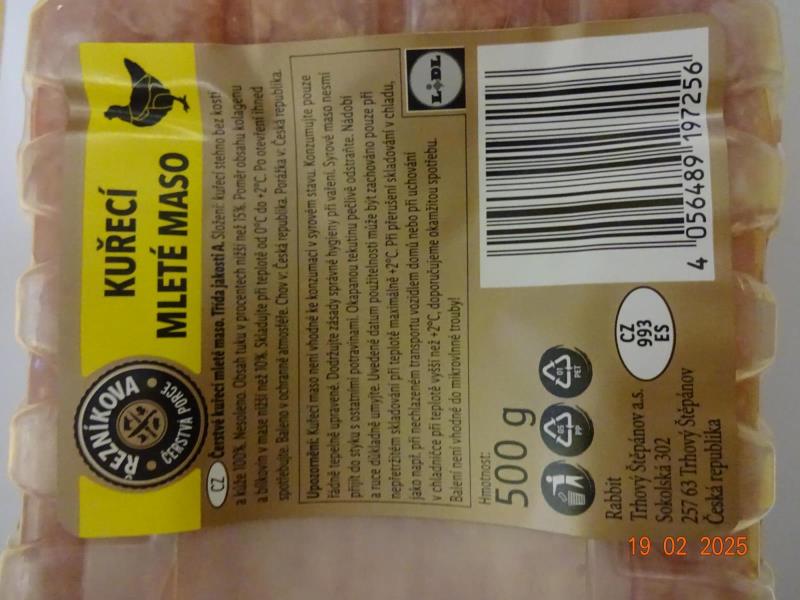 KUŘECÍ
MLETÉ MASO
ŘEZNÍKOVA
ČERSTVÁ PORCE
CZ Čerstvé kuřecí mleté maso. Třída jakosti A. Složení: kuřecí stehno bez kostí
a kůže 100%. Nesoleno. Obsah tuku v procentech nižší než 15%. Poměr obsahu kolagenu
a bílkovin v mase nižší než 10%. Skladujte při teplotě od 0°C do +2°C. Po otevření ihned
spotřebujte. Baleno v ochranné atmosféře. Chov v: Česká republika. Porážka v: Česká republika.
Upozornění: Kuřecí maso není vhodné ke konzumaci v syrovém stavu. Konzumujte pouze
řádně tepelně upravené. Dodržujte zásady správné hygieny při vaření. Syrové maso nesmí
přijít do styku s ostatními potravinami. Okapanou tekutinu pečlivě odstraňte. Nádobí
a ruce důkladně umyjte. Uvedené datum použitelnosti může být zachováno pouze při
nepřetržitém skladování při teplotě maximálně +2°C. Při přerušení skladování v chladu,
jako např. při nechlazeném transportu vozidlem domů nebo při uchování
v chladničce při teplotě vyšší než +2°C, doporučujeme okamžitou spotřebu.
Balení není vhodné do mikrovlnné trouby!
LIDL
Hmotnost:
500 g
05
PP
01
PET
4 056489 197256
CZ
993
ES
Rabbit
Trhový Štěpánov a.s.
Sokolská 302
257 63 Trhový Štěpánov
Česká republika
19 02 2025